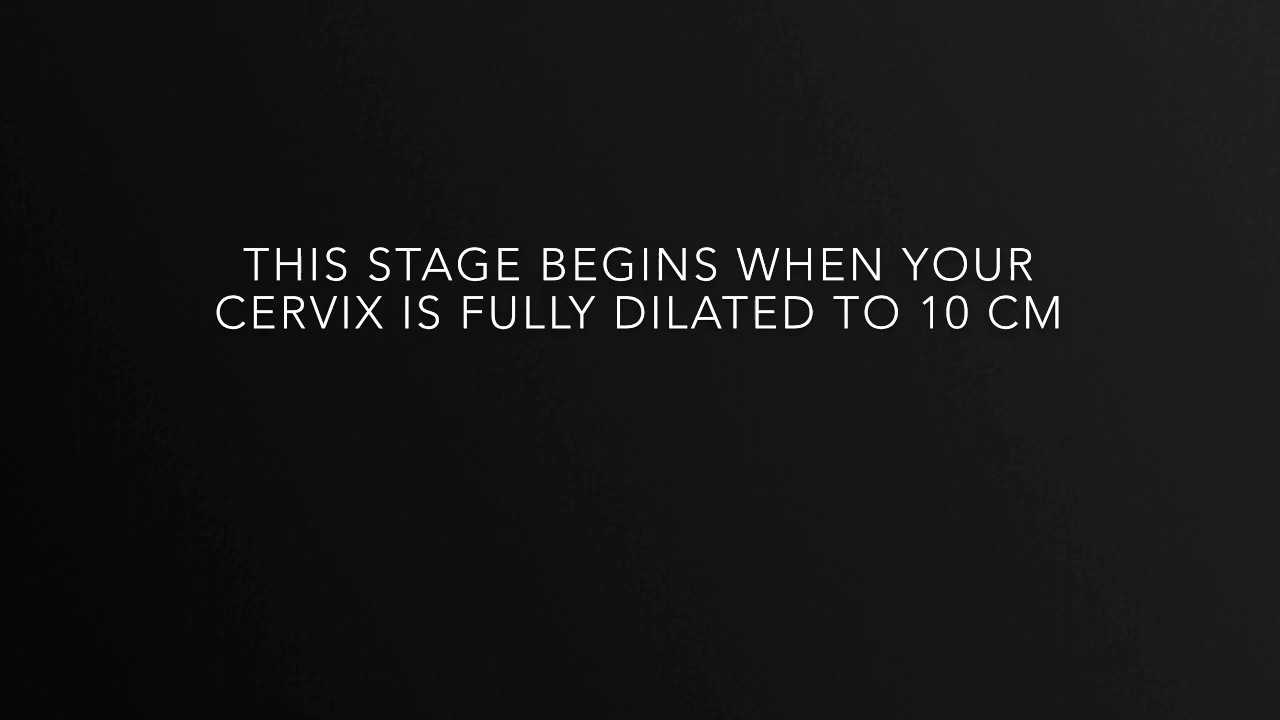 THIS STAGE BEGINS WHEN YOUR
CERVIX IS FULLY DILATED TO 10 CM